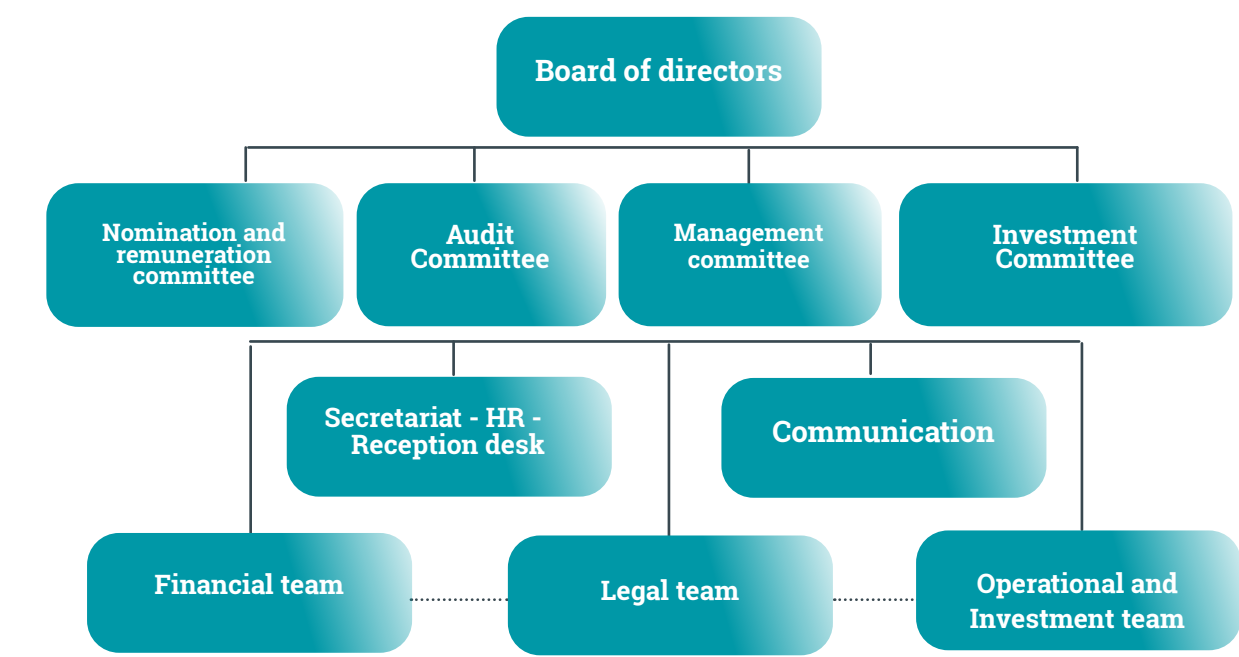 Board of directors
Nomination and
remuneration
committee
Audit
Committee
Management
committee
Investment
Committee
Secretariat - HR -
Reception desk
Communication
Financial team
Legal team
Operational and
Investment team